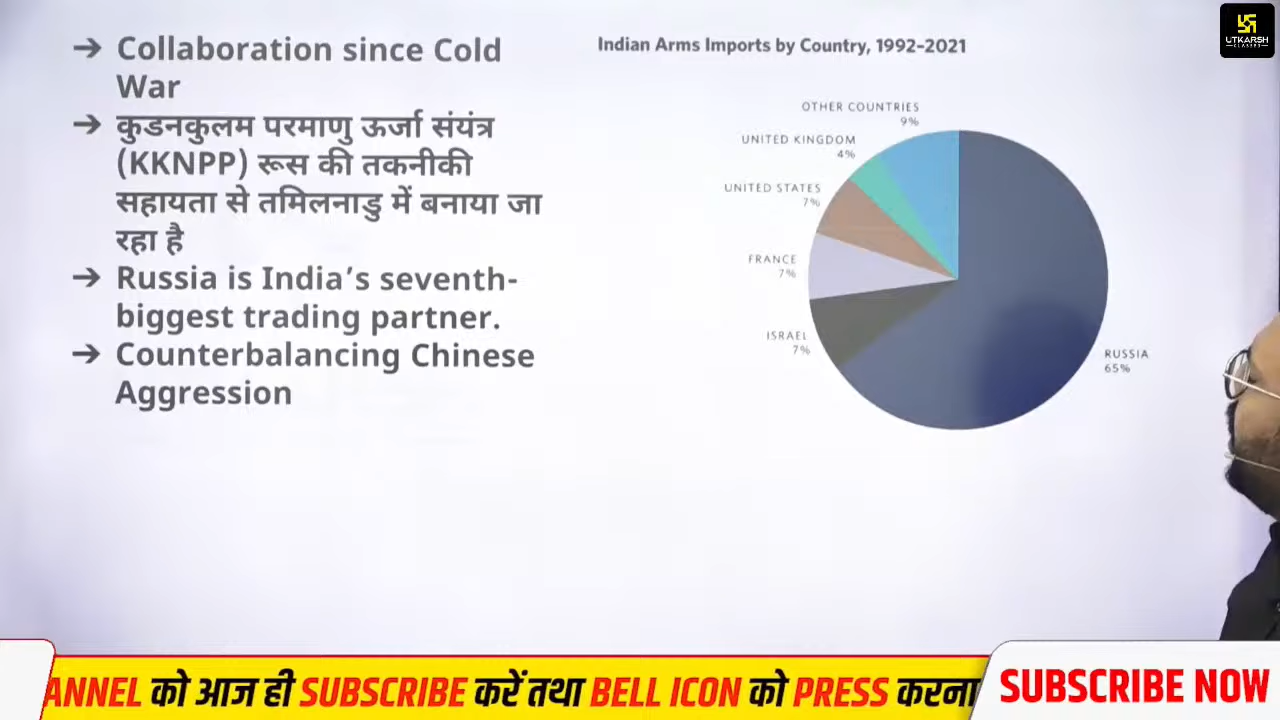 ➔ Collaboration since Cold
War
➔ कुडनकुलम परमाणु ऊर्जा संयंत्र
(KKNPP) रूस की तकनीकी
सहायता से तमिलनाडु में बनाया जा
रहा है
➔ Russia is India’s seventh-
biggest trading partner.
➔ Counterbalancing Chinese
Aggression
Indian Arms Imports by Country, 1992–2021
OTHER COUNTRIES
9%
UNITED KINGDOM
4%
UNITED STATES
7%
FRANCE
7%
ISRAEL
7%
RUSSIA
65%
UTKARSH
CLASSES
ANNEL को आज ही SUBSCRIBE करें तथा BELL ICON को PRESS करना
SUBSCRIBE NOW